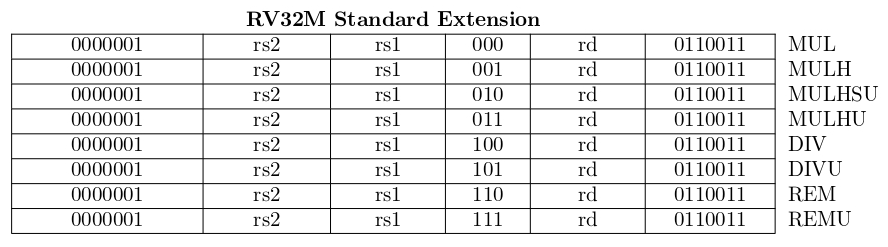 RV32M Standard Extension
0000001 rs2 rs1 000 rd 0110011 MUL
0000001 rs2 rs1 001 rd 0110011 MULH
0000001 rs2 rs1 010 rd 0110011 MULHSU
0000001 rs2 rs1 011 rd 0110011 MULHU
0000001 rs2 rs1 100 rd 0110011 DIV
0000001 rs2 rs1 101 rd 0110011 DIVU
0000001 rs2 rs1 110 rd 0110011 REM
0000001 rs2 rs1 111 rd 0110011 REMU